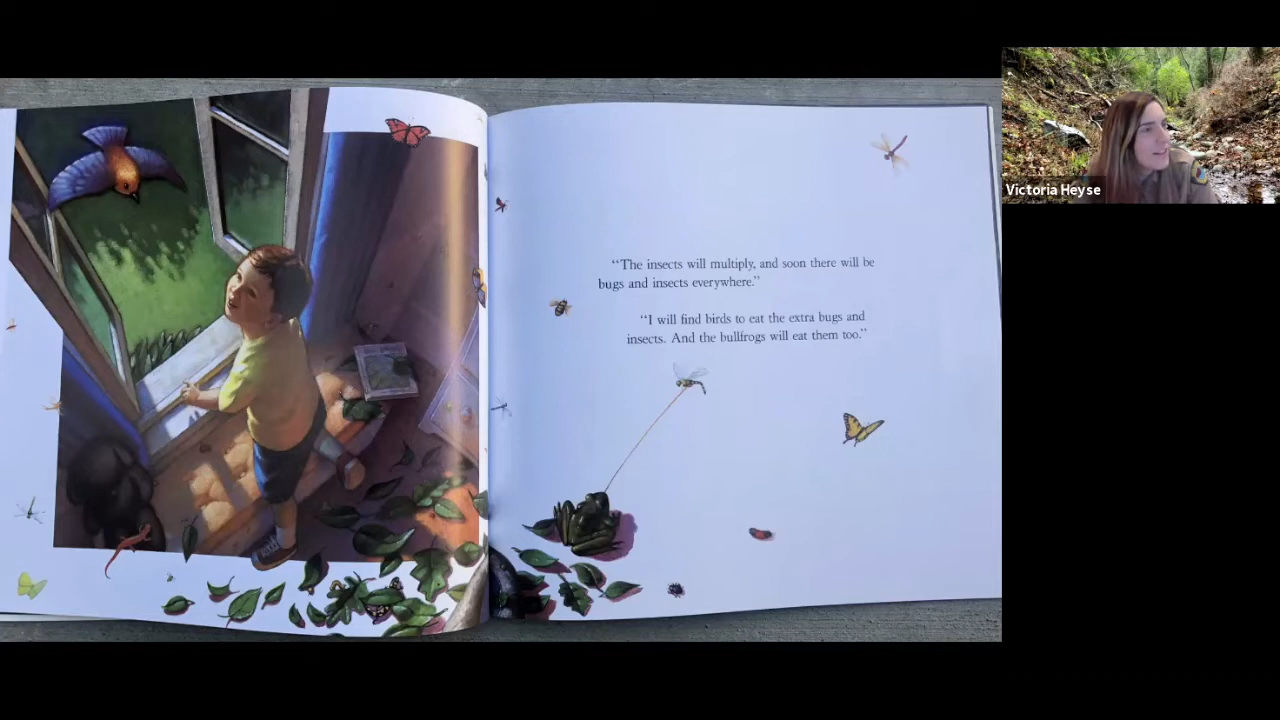 “The insects will multiply, and soon there will be
bugs and insects everywhere.”
“I will find birds to eat the extra bugs and
insects. And the bullfrogs will eat them too.”
Victoria Heyse